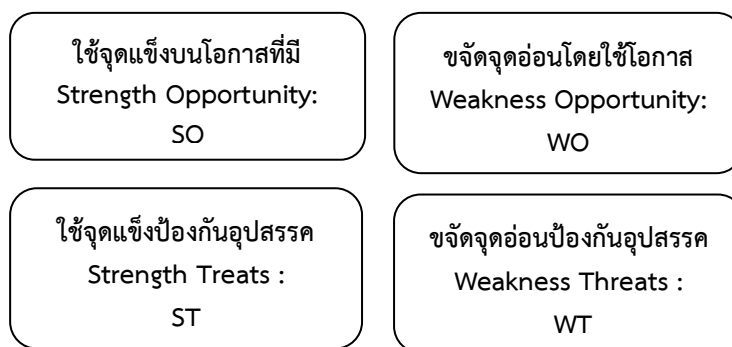 ใช้จุดแข็งบนโอกาสที่มี
Strength Opportunity:
SO
ขจัดจุดอ่อนโดยใช้โอกาส
Weakness Opportunity:
WO
ใช้จุดแข็งป้องกันอุปสรรค
Strength Treats :
ST
ขจัดจุดอ่อนป้องกันอุปสรรค
Weakness Threats :
WT